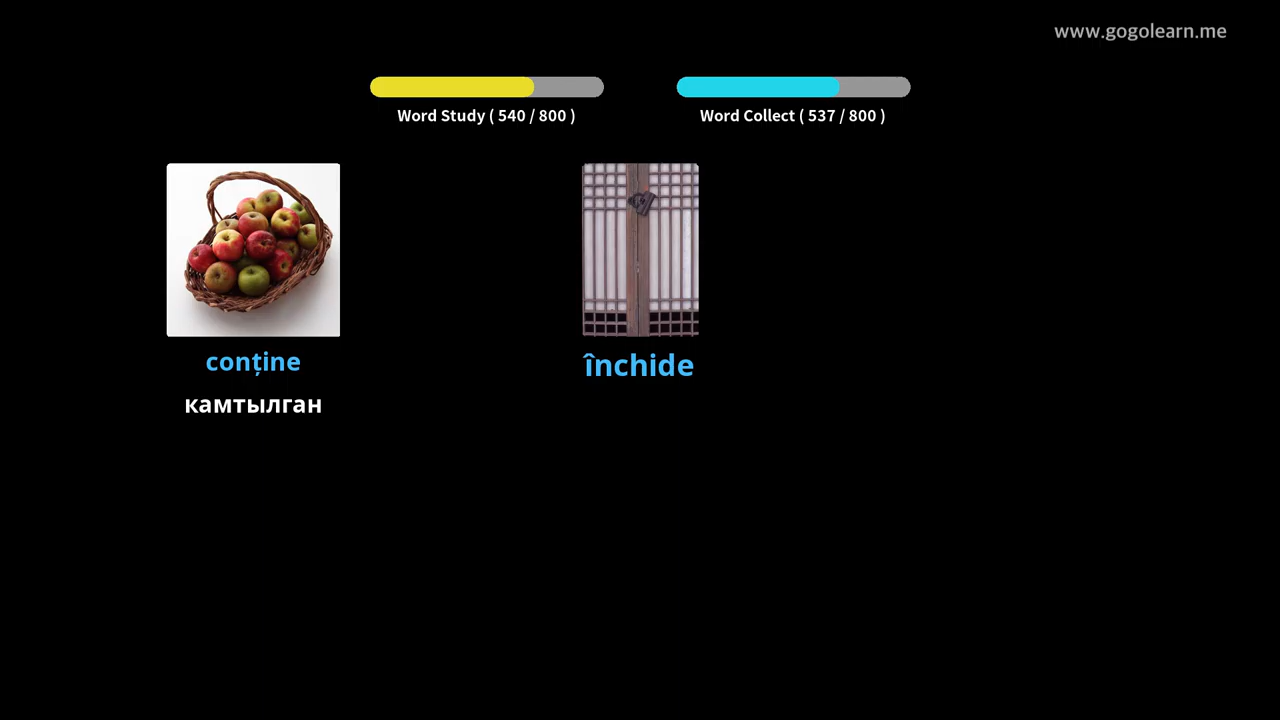 www.gogolearn.me
Word Study ( 540 / 800 )
Word Collect ( 537 / 800 )
conține
închide
камтылган